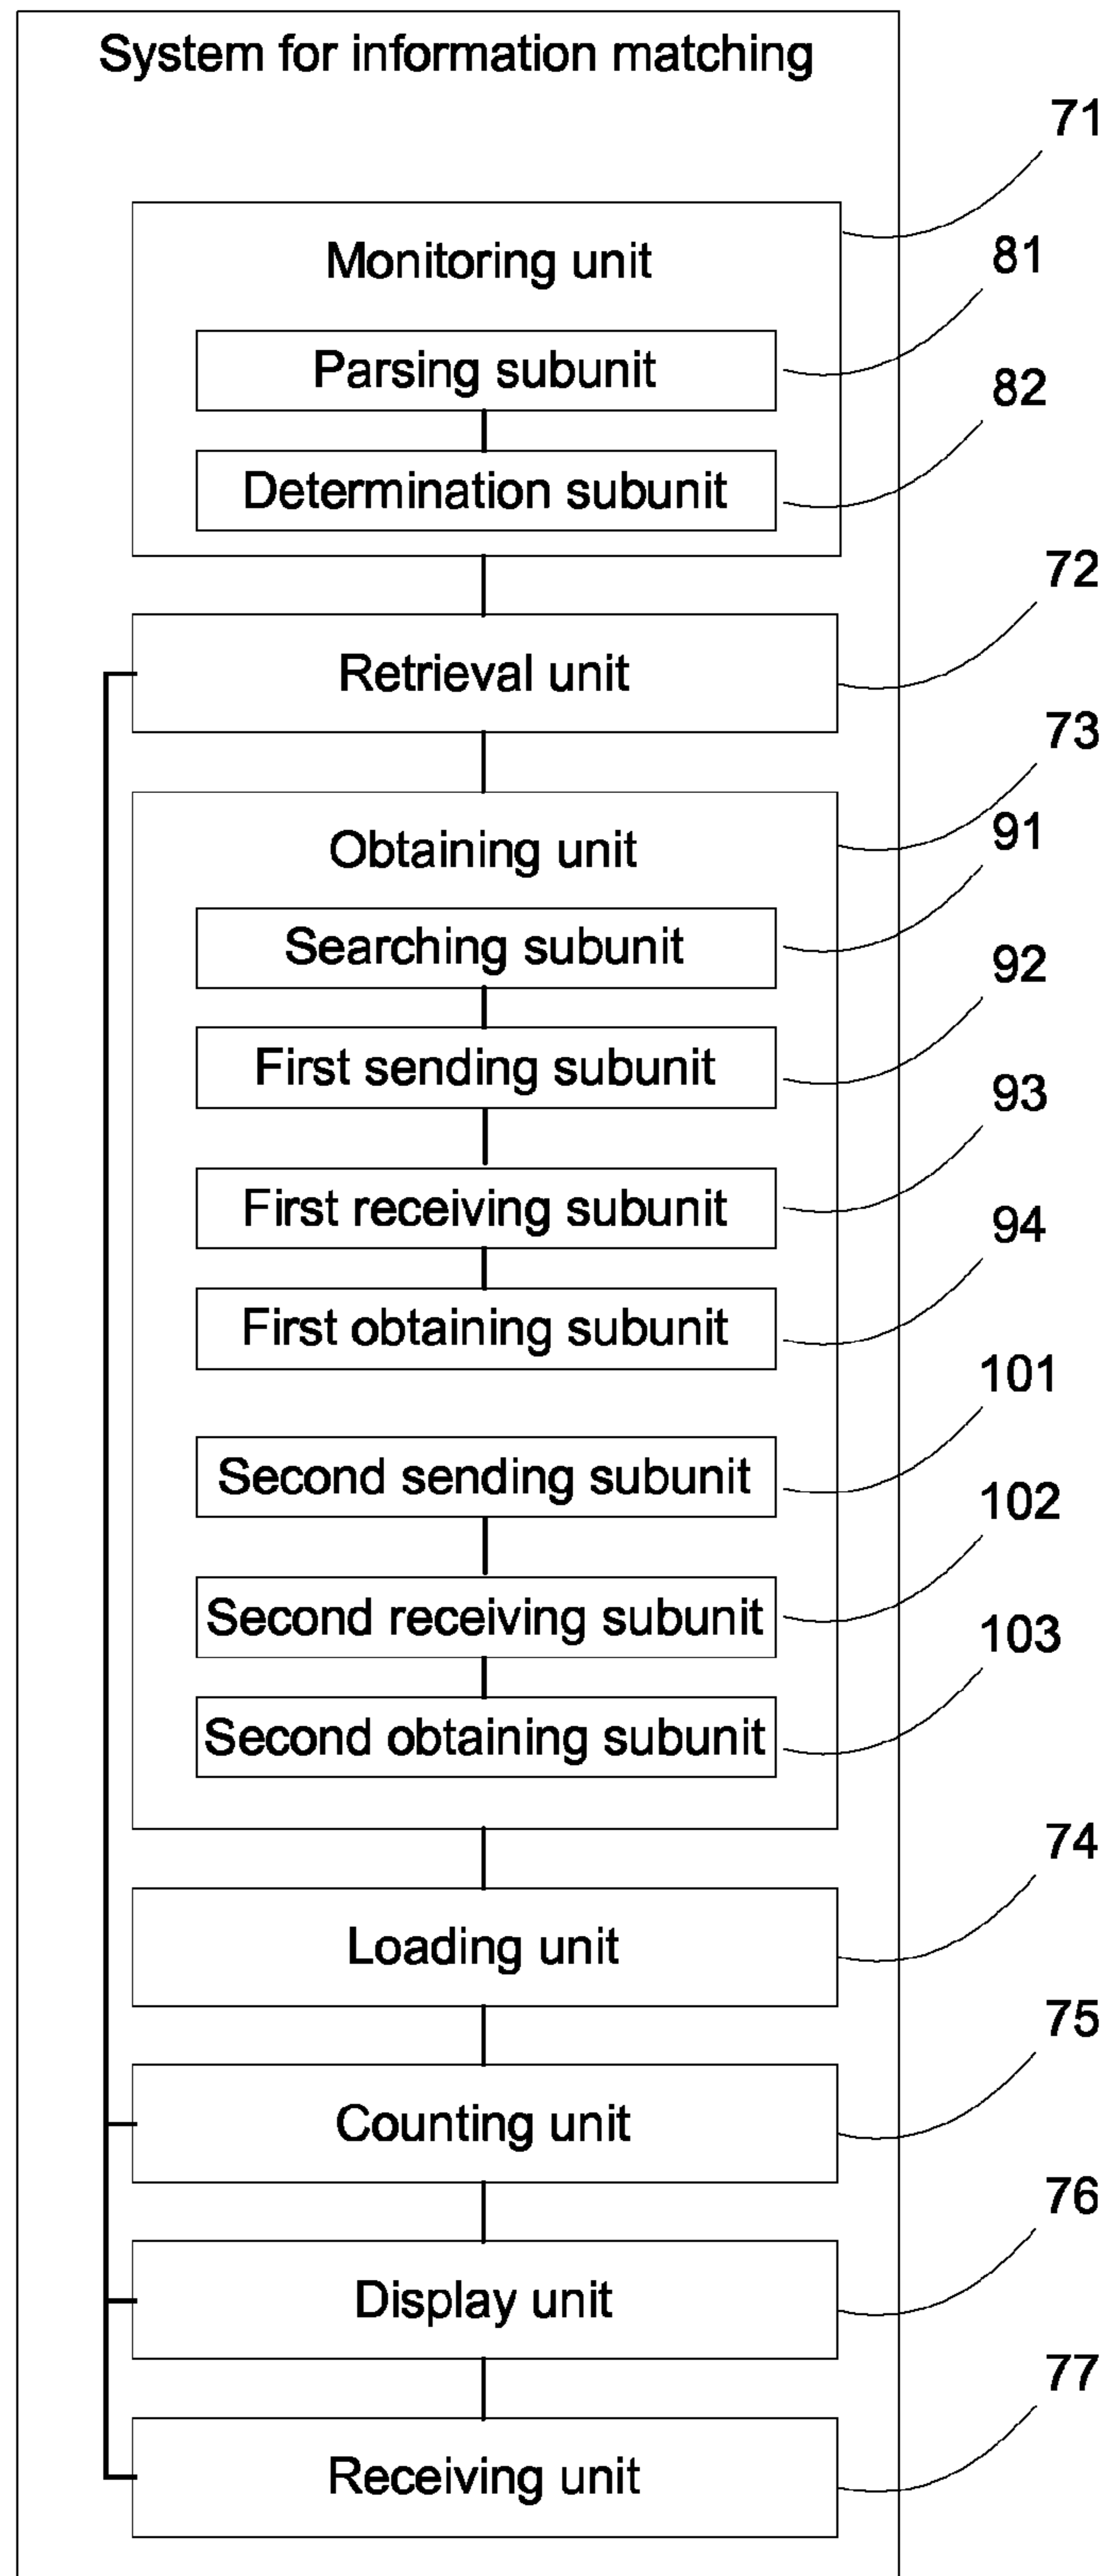 System for information matching
71
Monitoring unit
81
Parsing subunit
82
Determination subunit
72
Retrieval unit
73
Obtaining unit
91
Searching subunit
92
First sending subunit
93
First receiving subunit
94
First obtaining subunit
101
Second sending subunit
102
Second receiving subunit
103
Second obtaining subunit
74
Loading unit
75
Counting unit
76
Display unit
77
Receiving unit